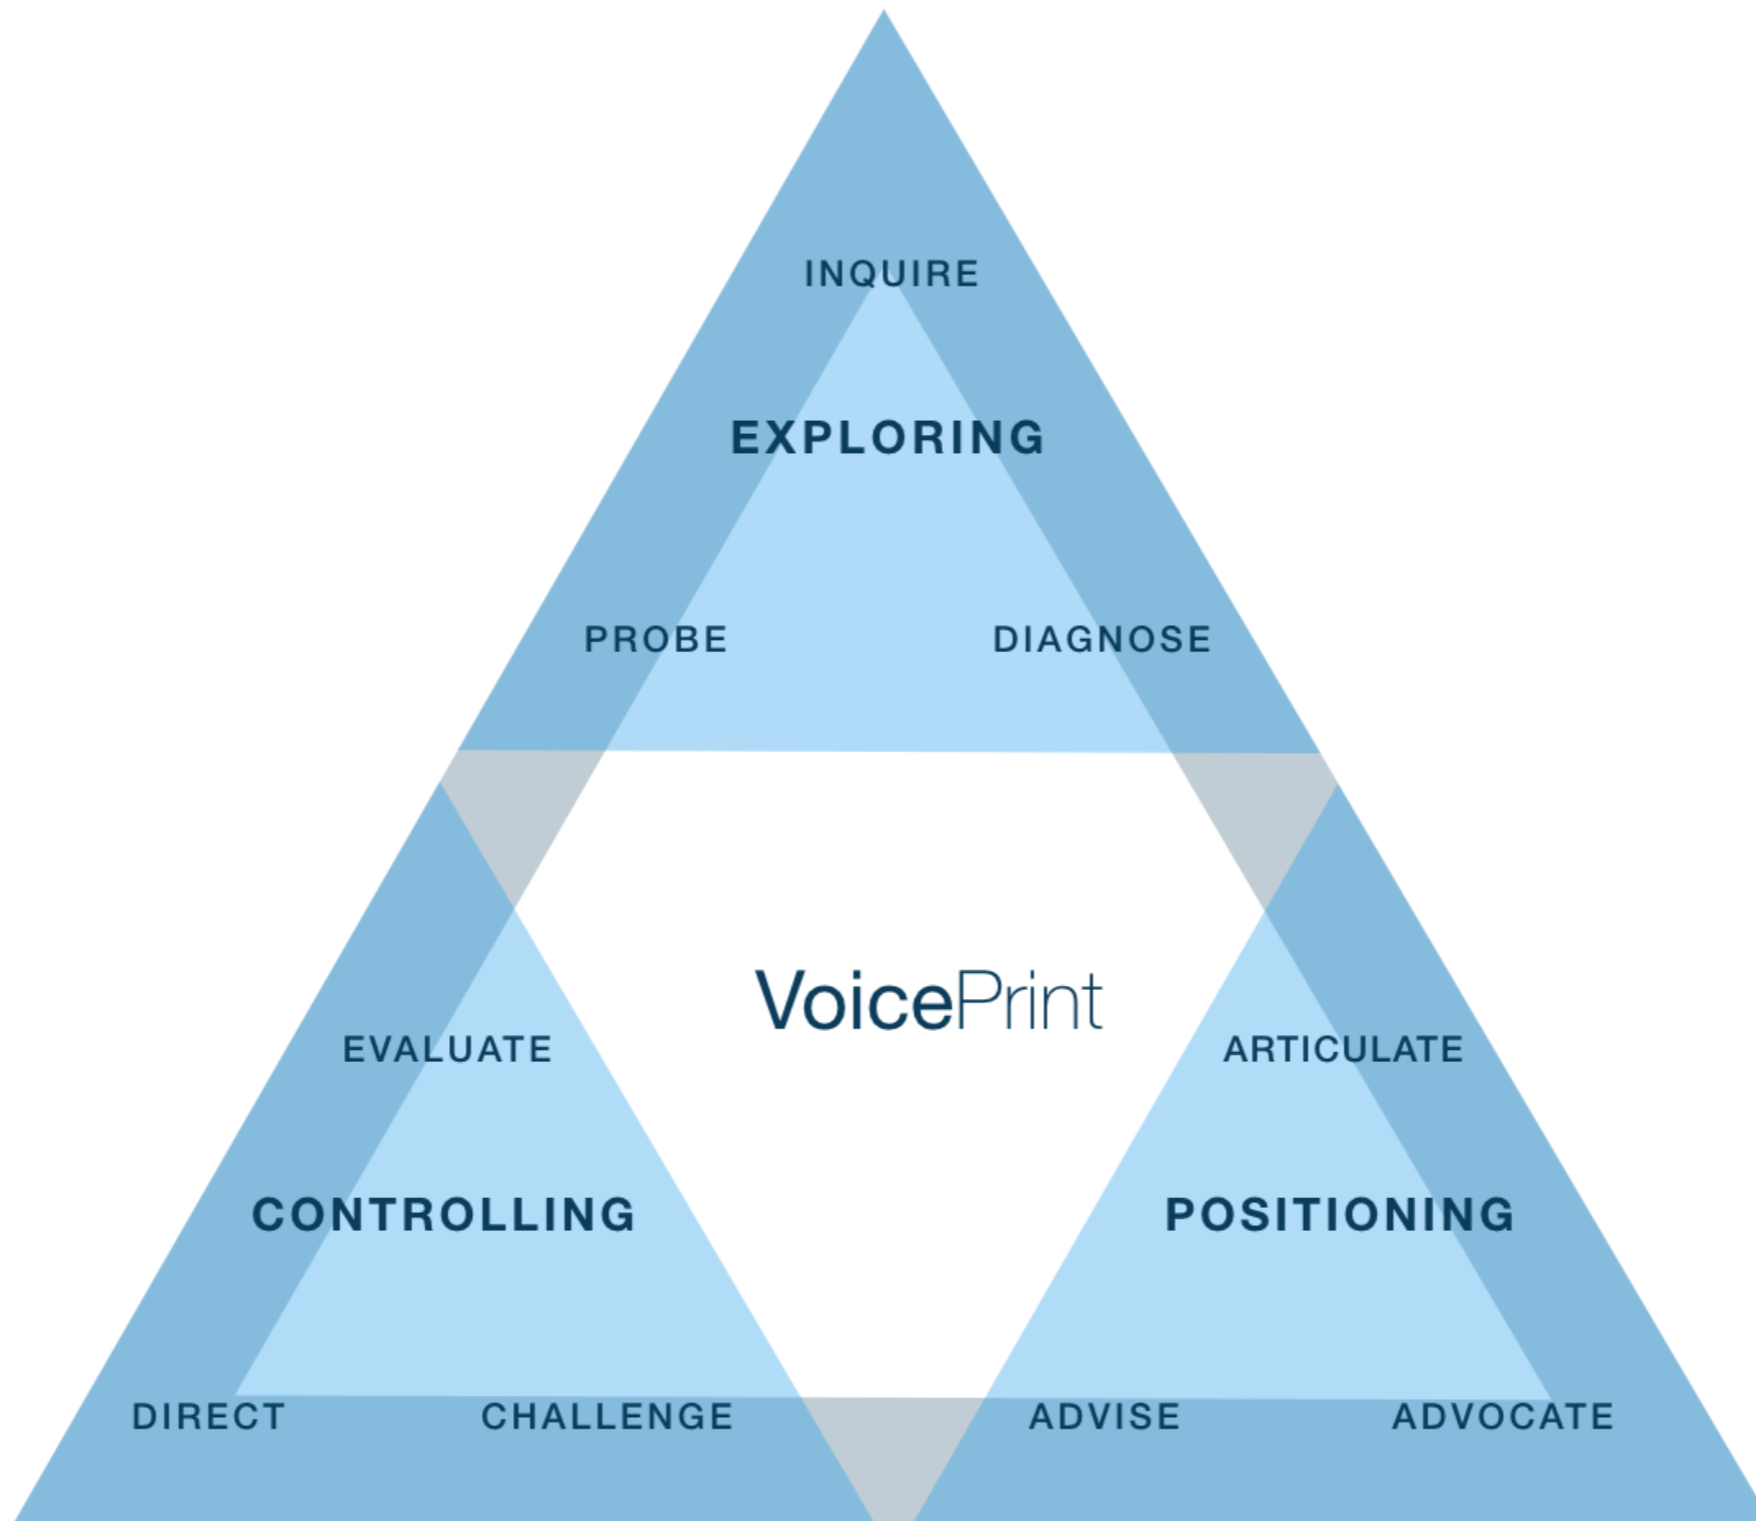 INQUIRE
EXPLORING
PROBE DIAGNOSE
VoicePrint
EVALUATE ARTICULATE
CONTROLLING POSITIONING
DIRECT CHALLENGE ADVISE ADVOCATE